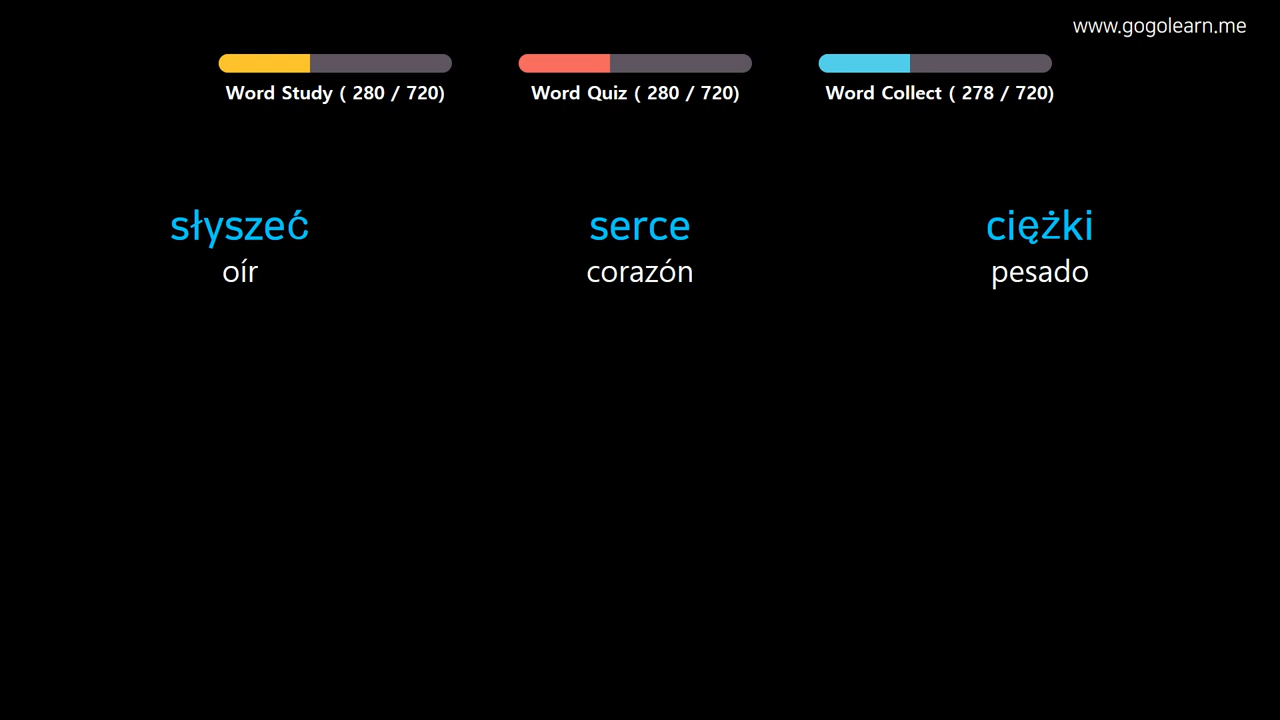 www.gogolearn.me
Word Study ( 280 / 720)
Word Quiz ( 280 / 720)
Word Collect ( 278 / 720)
słyszeć
oír
serce
corazón
ciężki
pesado